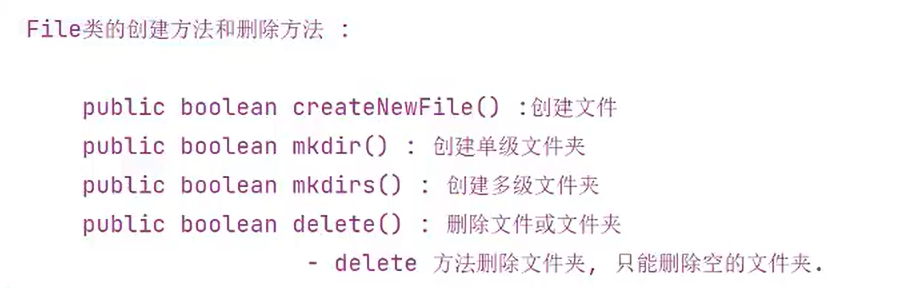 File类的创建方法和删除方法 :
public boolean createNewFile() :创建文件
public boolean mkdir() : 创建单级文件夹
public boolean mkdirs() : 创建多级文件夹
public boolean delete() : 删除文件或文件夹
- delete 方法删除文件夹, 只能删除空的文件夹.